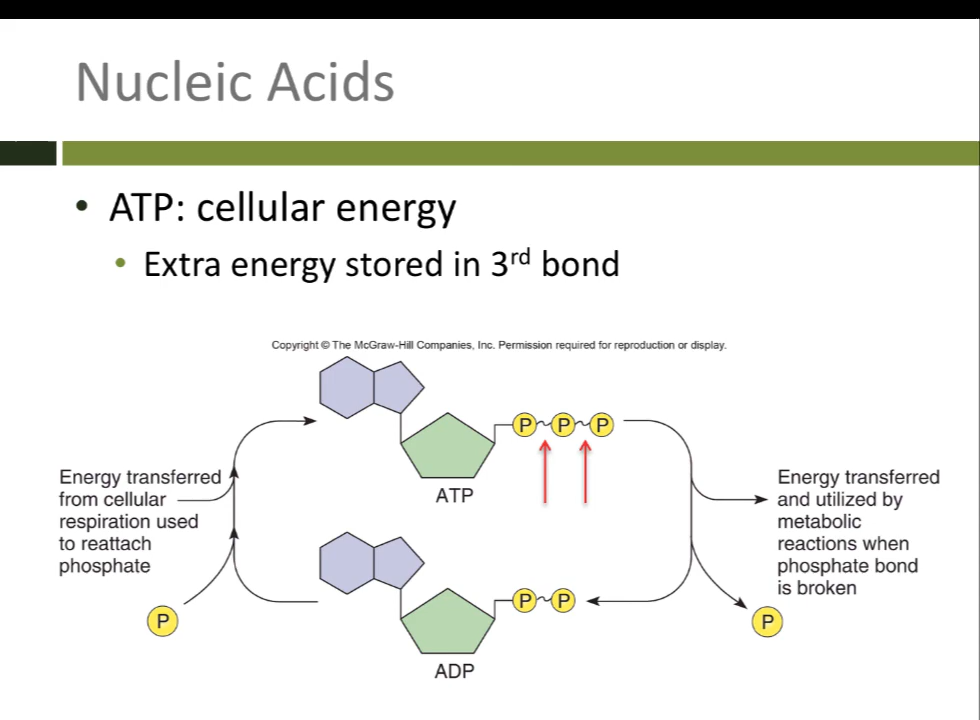 Nucleic Acids
• ATP: cellular energy
• Extra energy stored in 3rd bond
Copyright © The McGraw-Hill Companies, Inc. Permission required for reproduction or display.
P P P
ATP
Energy transferred
from cellular
respiration used
to reattach
phosphate
P
Energy transferred
and utilized by
metabolic
reactions when
phosphate bond
is broken
P
P P
ADP